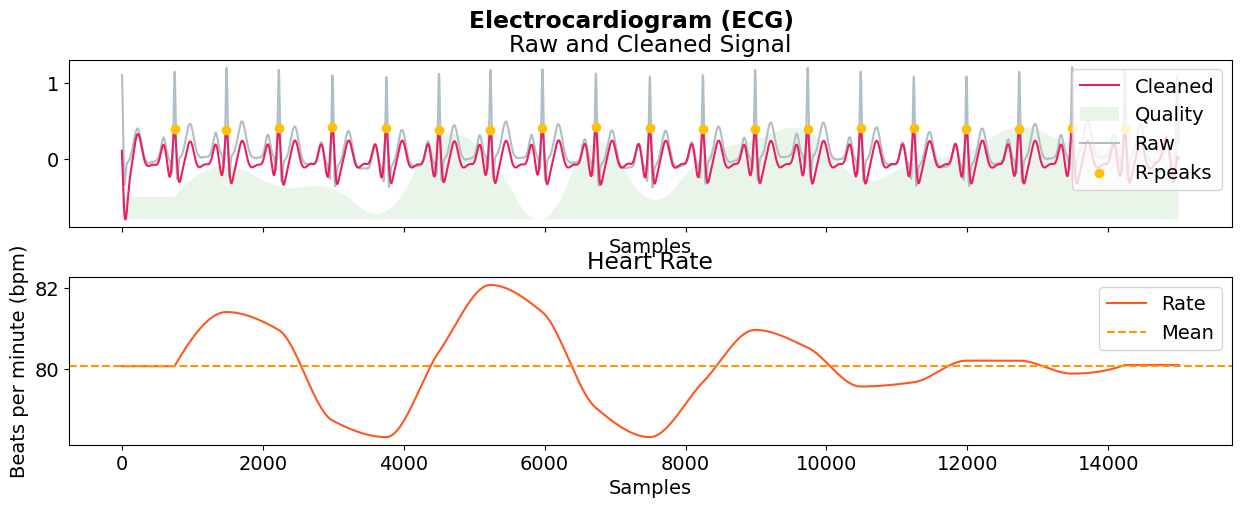 Electrocardiogram (ECG)
Raw and Cleaned Signal
1
0
Cleaned
Quality
Raw
R-peaks
Samples
Heart Rate
Beats per minute (bpm)
82
80
Rate
Mean
0 2000 4000 6000 8000 10000 12000 14000
Samples